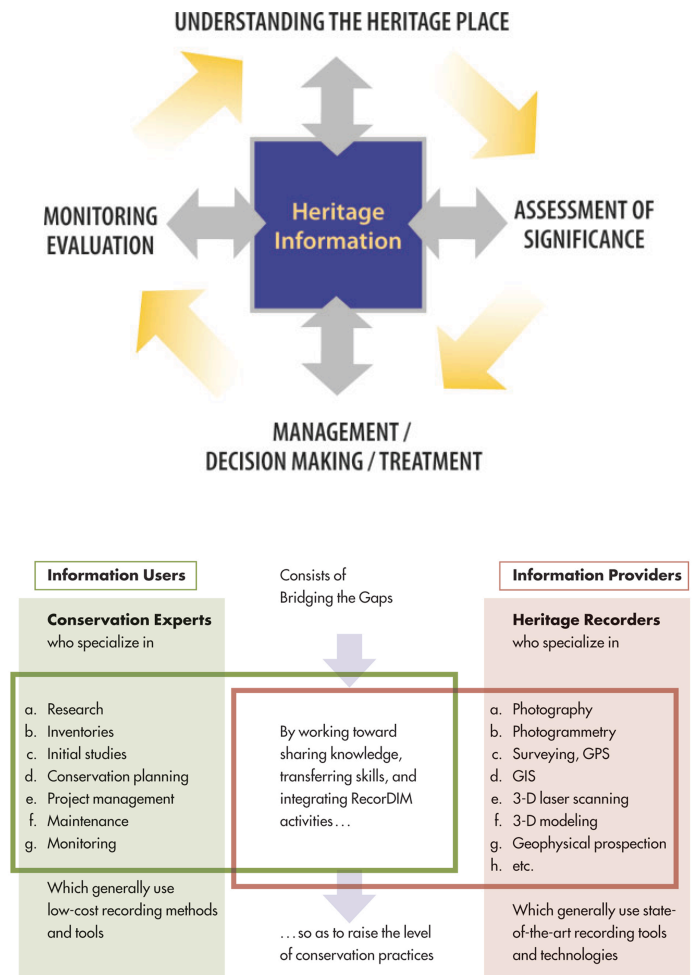 UNDERSTANDING THE HERITAGE PLACE
MONITORING
EVALUATION
Heritage
Information
ASSESSMENT OF
SIGNIFICANCE
MANAGEMENT /
DECISION MAKING / TREATMENT
Information Users
Conservation Experts
who specialize in
a. Research
b. Inventories
c. Initial studies
d. Conservation planning
e. Project management
f. Maintenance
g. Monitoring
Which generally use
low-cost recording methods
and tools
Consists of
Bridging the Gaps
By working toward
sharing knowledge,
transferring skills, and
integrating RecorDIM
activities . . .
. . . so as to raise the level
of conservation practices
Information Providers
Heritage Recorders
who specialize in
a. Photography
b. Photogrammetry
c. Surveying, GPS
d. GIS
e. 3-D laser scanning
f. 3-D modeling
g. Geophysical prospection
h. etc.
Which generally use state-
of-the-art recording tools
and technologies